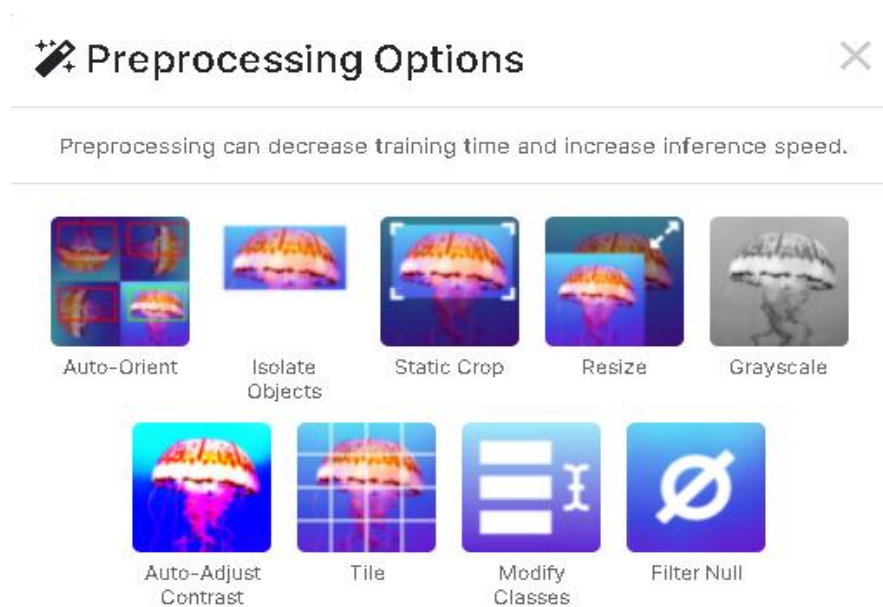 Preprocessing Options
Preprocessing can decrease training time and increase inference speed.
Auto-Orient
Isolate
Objects
Static Crop
Resize
Grayscale
Auto-Adjust
Contrast
Tile
Modify
Classes
Filter Null